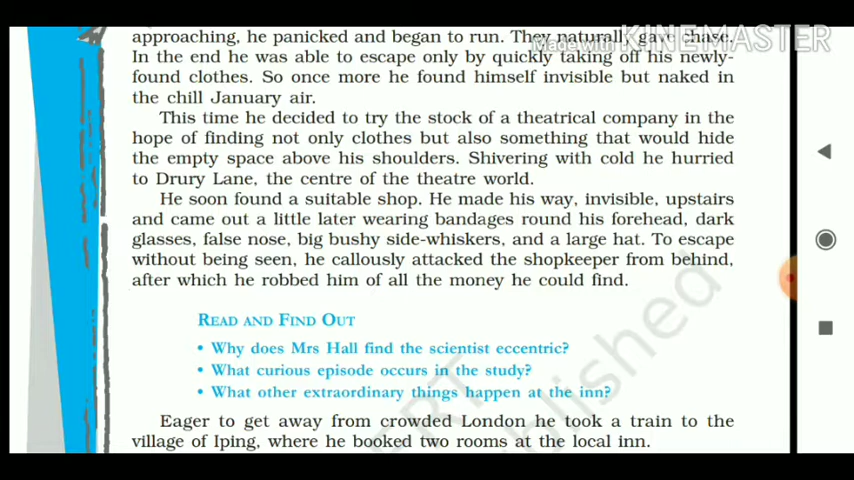 approaching, he panicked and began to run. They naturally gave chase.
Made with KINEMASTER
In the end he was able to escape only by quickly taking off his newly-
found clothes. So once more he found himself invisible but naked in
the chill January air.
This time he decided to try the stock of a theatrical company in the
hope of finding not only clothes but also something that would hide
the empty space above his shoulders. Shivering with cold he hurried
to Drury Lane, the centre of the theatre world.
He soon found a suitable shop. He made his way, invisible, upstairs
and came out a little later wearing bandages round his forehead, dark
glasses, false nose, big bushy side-whiskers, and a large hat. To escape
without being seen, he callously attacked the shopkeeper from behind,
after which he robbed him of all the money he could find.
READ AND FIND OUT
• Why does Mrs Hall find the scientist eccentric?
• What curious episode occurs in the study?
• What other extraordinary things happen at the inn?
Eager to get away from crowded London he took a train to the
village of Iping, where he booked two rooms at the local inn.